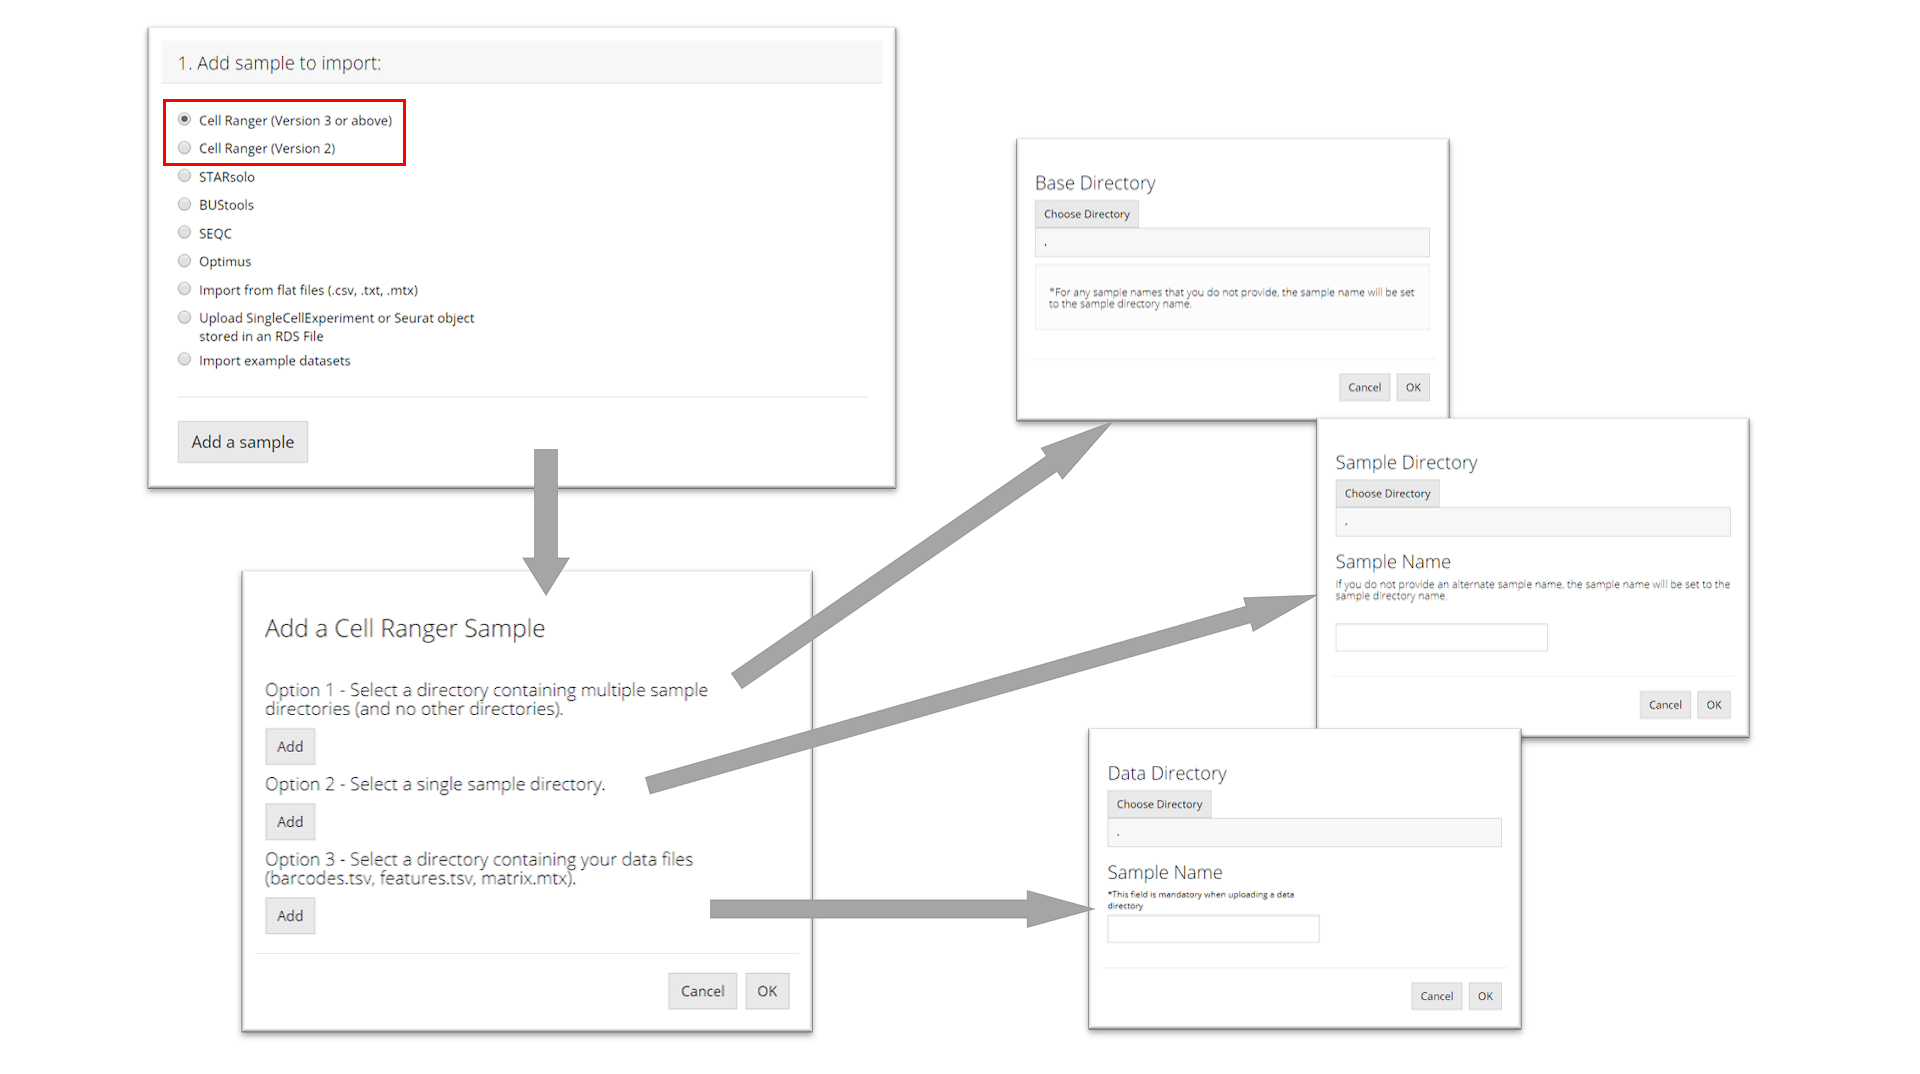 1. Add sample to import:
Cell Ranger (Version 3 or above)
Cell Ranger (Version 2)
STARsolo
BUStools
SEQC
Optimus
Import from flat files (.csv, .txt, .mtx)
Upload SingleCellExperiment or Seurat object
stored in an RDS File
Import example datasets
Add a sample
Add a Cell Ranger Sample
Option 1 - Select a directory containing multiple sample
directories (and no other directories).
Add
Option 2 - Select a single sample directory.
Add
Option 3 - Select a directory containing your data files
(barcodes.tsv, features.tsv, matrix.mtx).
Add
Cancel OK
Base Directory
Choose Directory
.
*For any sample names that you do not provide, the sample name will be set
to the sample directory name.
Cancel OK
Sample Directory
Choose Directory
.
Sample Name
If you do not provide an alternate sample name, the sample name will be set to the
sample directory name.
Cancel OK
Data Directory
Choose Directory
.
Sample Name
*This field is mandatory when uploading a data
directory
Cancel OK